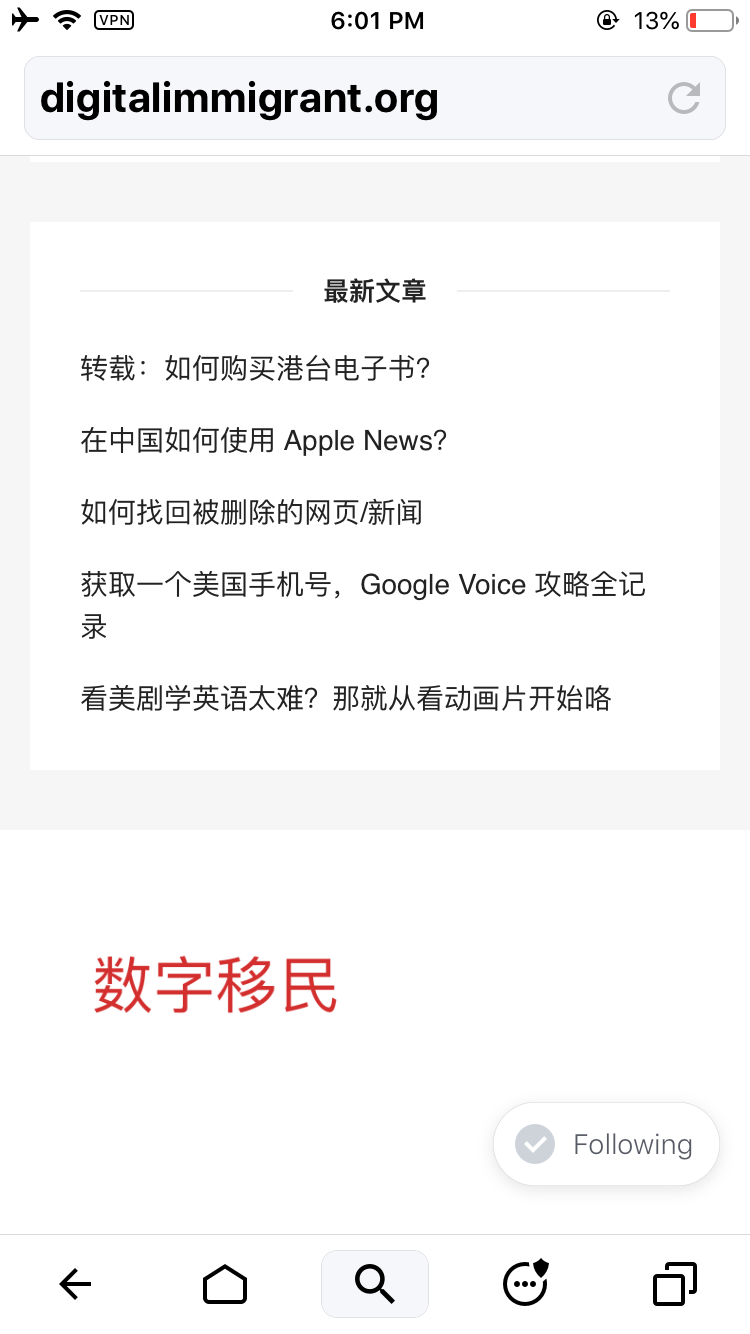 VPN
6:01 PM
13%
digitalimmigrant.org
最新文章
转载：如何购买港台电子书？
在中国如何使用 Apple News？
如何找回被删除的网页/新闻
获取一个美国手机号，Google Voice 攻略全记
录
看美剧学英语太难？那就从看动画片开始咯
数字移民
Following